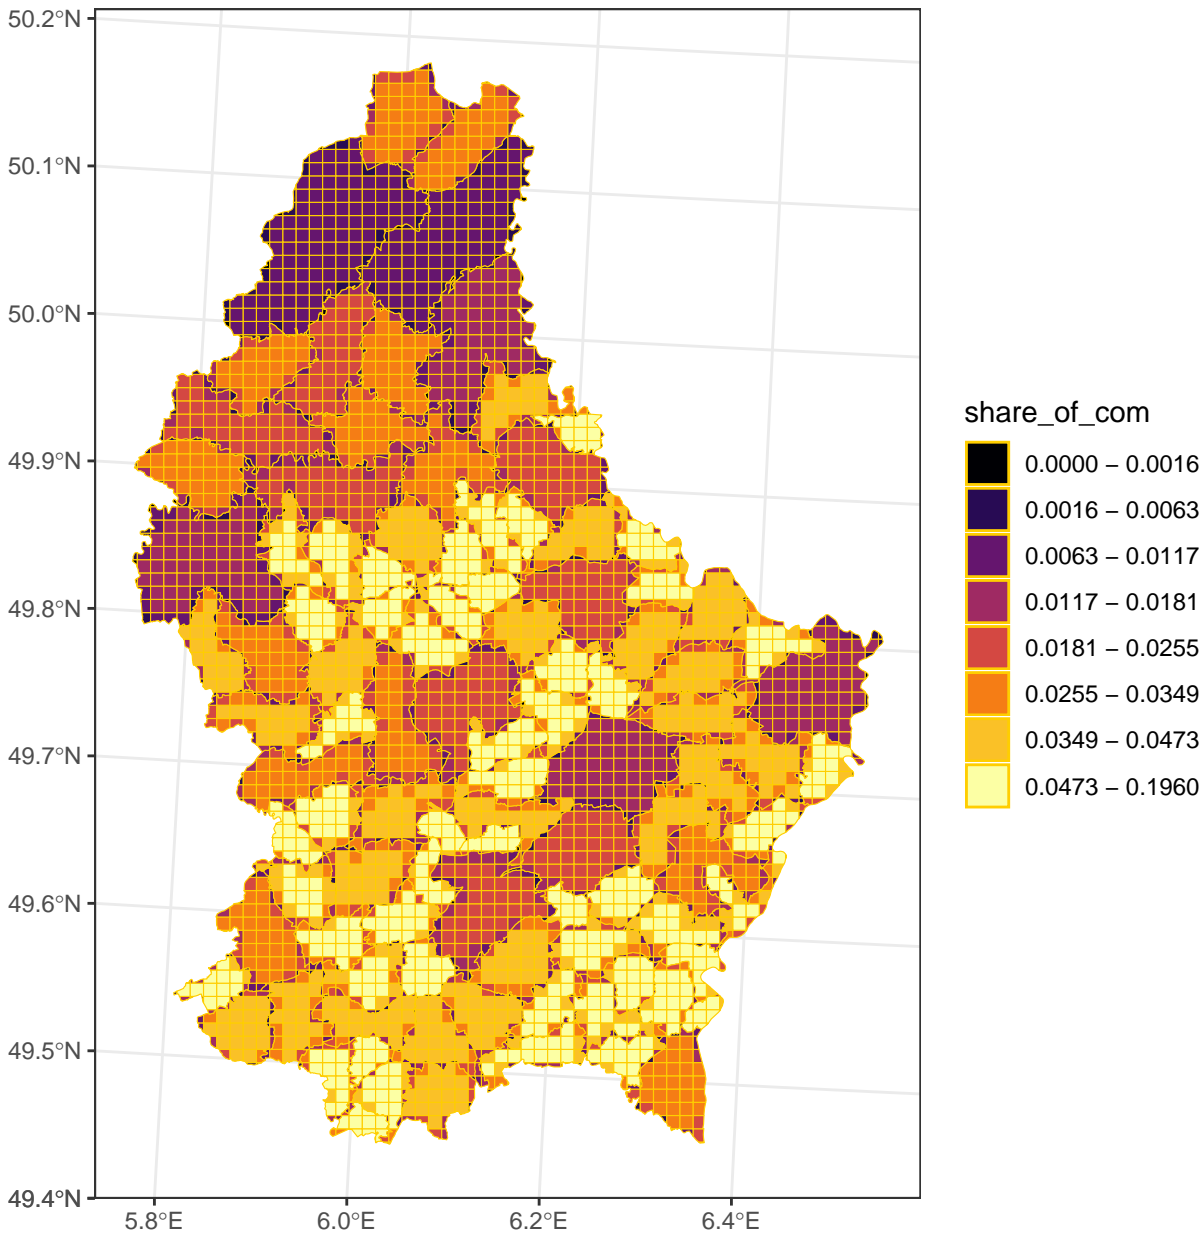 50.2°N
50.1°N
50.0°N
49.9°N
49.8°N
49.7°N
49.6°N
49.5°N
49.4°N
5.8°E
6.0°E
6.2°E
6.4°E
share_of_com
0.0000 – 0.0016
0.0016 – 0.0063
0.0063 – 0.0117
0.0117 – 0.0181
0.0181 – 0.0255
0.0255 – 0.0349
0.0349 – 0.0473
0.0473 – 0.1960